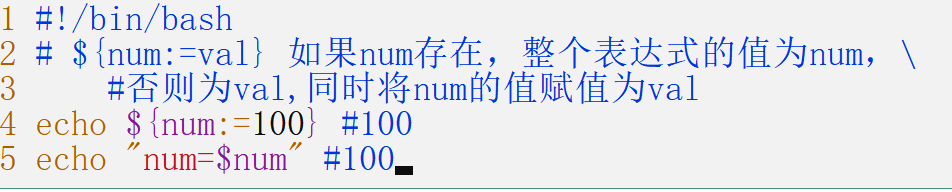 1 #!/bin/bash
2 # ${num:=val} 如果num存在，整个表达式的值为num，\
3     #否则为val,同时将num的值赋值为val
4 echo ${num:=100} #100
5 echo "num=$num" #100